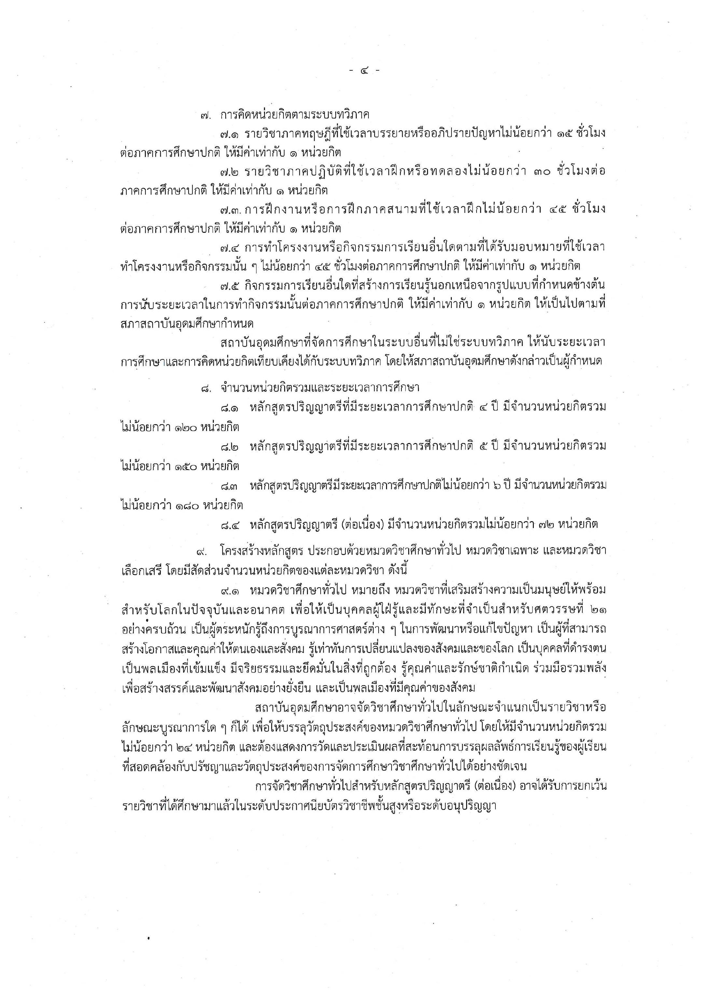 - ๔ -
๗. การคิดหน่วยกิตตามระบบทวิภาค
๗.๑ รายวิชาภาคทฤษฎีที่ใช้เวลาบรรยายหรืออภิปรายปัญหาไม่น้อยกว่า ๑๕ ชั่วโมง
ต่อภาคการศึกษาปกติ ให้มีค่าเท่ากับ ๑ หน่วยกิต
๗.๒ รายวิชาภาคปฏิบัติที่ใช้เวลาฝึกหรือทดลองไม่น้อยกว่า ๓๐ ชั่วโมงต่อ
ภาคการศึกษาปกติ ให้มีค่าเท่ากับ ๑ หน่วยกิต
๗.๓. การฝึกงานหรือการฝึกภาคสนามที่ใช้เวลาฝึกไม่น้อยกว่า ๔๕ ชั่วโมง
ต่อภาคการศึกษาปกติ ให้มีค่าเท่ากับ ๑ หน่วยกิต
๗.๔ การทำโครงงานหรือกิจกรรมการเรียนอื่นใดตามที่ได้รับมอบหมายที่ใช้เวลา
ทำโครงงานหรือกิจกรรมนั้น ๆ ไม่น้อยกว่า ๔๕ ชั่วโมงต่อภาคการศึกษาปกติ ให้มีค่าเท่ากับ ๑ หน่วยกิต
๗.๕ กิจกรรมการเรียนอื่นใดที่สร้างการเรียนรู้นอกเหนือจากรูปแบบที่กำหนดข้างต้น
การนับระยะเวลาในการทำกิจกรรมนั้นต่อภาคการศึกษาปกติ ให้มีค่าเท่ากับ ๑ หน่วยกิต ให้เป็นไปตามที่
สภาสถาบันอุดมศึกษากำหนด
สถาบันอุดมศึกษาที่จัดการศึกษาในระบบอื่นที่ไม่ใช่ระบบทวิภาค ให้นับระยะเวลา
การศึกษาและการคิดหน่วยกิตเทียบเคียงได้กับระบบทวิภาค โดยให้สภาสถาบันอุดมศึกษาดังกล่าวเป็นผู้กำหนด
๘. จำนวนหน่วยกิตรวมและระยะเวลาการศึกษา
๘.๑ หลักสูตรปริญญาตรีที่มีระยะเวลาการศึกษาปกติ ๔ ปี มีจำนวนหน่วยกิตรวม
ไม่น้อยกว่า ๑๒๐ หน่วยกิต
๘.๒ หลักสูตรปริญญาตรีที่มีระยะเวลาการศึกษาปกติ ๕ ปี มีจำนวนหน่วยกิตรวม
ไม่น้อยกว่า ๑๕๐ หน่วยกิต
๘.๓ หลักสูตรปริญญาตรีมีระยะเวลาการศึกษาปกติไม่น้อยกว่า ๖ ปี มีจำนวนหน่วยกิตรวม
ไม่น้อยกว่า ๑๘๐ หน่วยกิต
๘.๔ หลักสูตรปริญญาตรี (ต่อเนื่อง) มีจำนวนหน่วยกิตรวมไม่น้อยกว่า ๗๒ หน่วยกิต
๙. โครงสร้างหลักสูตร ประกอบด้วยหมวดวิชาศึกษาทั่วไป หมวดวิชาเฉพาะ และหมวดวิชา
เลือกเสรี โดยมีสัดส่วนจำนวนหน่วยกิตของแต่ละหมวดวิชา ดังนี้
๙.๑ หมวดวิชาศึกษาทั่วไป หมายถึง หมวดวิชาที่เสริมสร้างความเป็นมนุษย์ให้พร้อม
สำหรับโลกในปัจจุบันและอนาคต เพื่อให้เป็นบุคคลผู้ใฝ่รู้และมีทักษะที่จำเป็นสำหรับศตวรรษที่ ๒๑
อย่างครบถ้วน เป็นผู้ตระหนักรู้ถึงการบูรณาการศาสตร์ต่าง ๆ ในการพัฒนาหรือแก้ไขปัญหา เป็นผู้ที่สามารถ
สร้างโอกาสและคุณค่าให้ตนเองและสังคม รู้เท่าทันการเปลี่ยนแปลงของสังคมและของโลก เป็นบุคคลที่ดำรงตน
เป็นพลเมืองที่เข้มแข็ง มีจริยธรรมและยึดมั่นในสิ่งที่ถูกต้อง รู้คุณค่าและรักษ์ชาติกำเนิด ร่วมมือรวมพลัง
เพื่อสร้างสรรค์และพัฒนาสังคมอย่างยั่งยืน และเป็นพลเมืองที่มีคุณค่าของสังคม
สถาบันอุดมศึกษาอาจจัดวิชาศึกษาทั่วไปในลักษณะจำแนกเป็นรายวิชาหรือ
ลักษณะบูรณาการใด ๆ ก็ได้ เพื่อให้บรรลุวัตถุประสงค์ของหมวดวิชาศึกษาทั่วไป โดยให้มีจำนวนหน่วยกิตรวม
ไม่น้อยกว่า ๒๔ หน่วยกิต และต้องแสดงการวัดและประเมินผลที่สะท้อนการบรรลุผลลัพธ์การเรียนรู้ของผู้เรียน
ที่สอดคล้องกับปรัชญาและวัตถุประสงค์ของการจัดการศึกษาวิชาศึกษาทั่วไปได้อย่างชัดเจน
การจัดวิชาศึกษาทั่วไปสำหรับหลักสูตรปริญญาตรี (ต่อเนื่อง) อาจได้รับการยกเว้น
รายวิชาที่ได้ศึกษามาแล้วในระดับประกาศนียบัตรวิชาชีพชั้นสูงหรือระดับอนุปริญญา